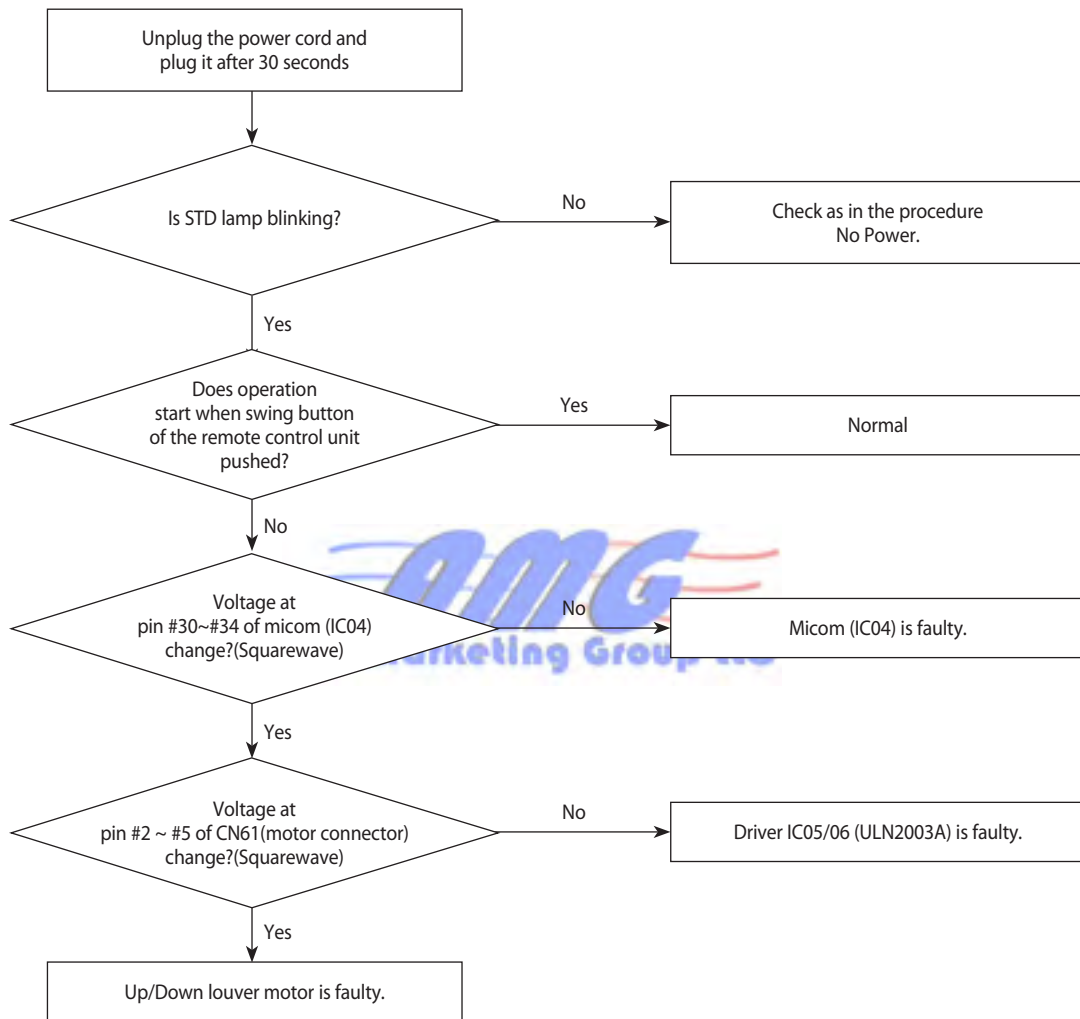 Unplug the power cord and
plug it after 30 seconds
Is STD lamp blinking?
No
Check as in the procedure
No Power.
Yes
Does operation
start when swing button
of the remote control unit
pushed?
Yes
Normal
No
AMG
Marketing Group LLC
Voltage at
pin #30~#34 of micom (IC04)
change?(Squarewave)
No
Micom (IC04) is faulty.
Yes
Voltage at
pin #2 ~ #5 of CN61(motor connector)
change?(Squarewave)
No
Driver IC05/06 (ULN2003A) is faulty.
Yes
Up/Down louver motor is faulty.